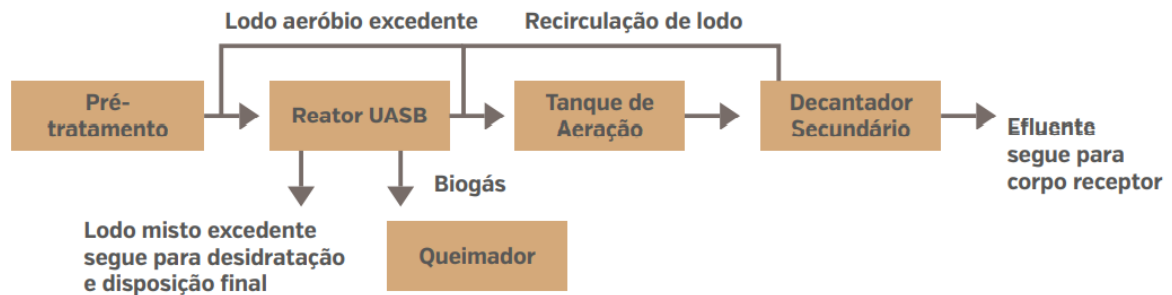 Lodo aeróbio excedente
Recirculação de lodo
Pré-
tratamento
Reator UASB
Tanque de
Aeração
Decantador
Secundário
Efluente
segue para
corpo receptor
Biogás
Lodo misto excedente
segue para desidratação
e disposição final
Queimador